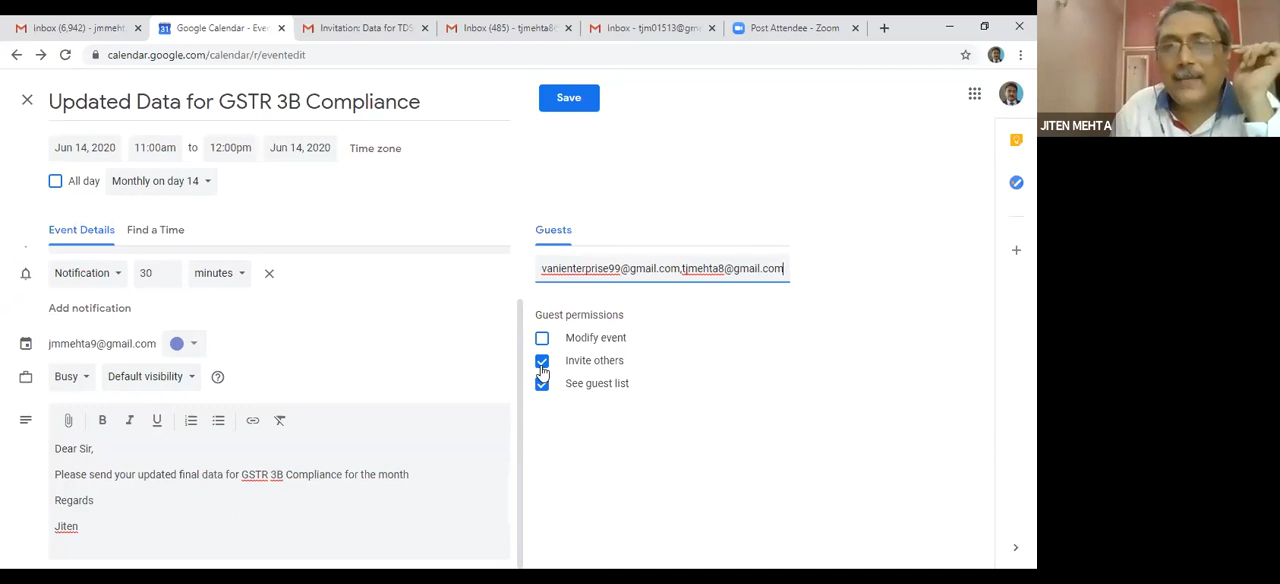 inbox (6,942) - jmmeht
Google Calendar - Eve
Invitation: Data for TDS
Inbox (485) - tjmehta8
Inbox - tjm01513@gm
Post Attendee - Zoom
calendar.google.com/calendar/r/eventedit
Updated Data for GSTR 3B Compliance
Save
Jun 14, 2020 11:00am to 12:00pm Jun 14, 2020 Time zone
All day Monthly on day 14
Event Details Find a Time
Guests
Notification 30 minutes
vanienterprise99@gmail.com,tjmehta8@gmail.com
Add notification
Guest permissions
Modify event
jmmehta9@gmail.com
Invite others
Busy Default visibility
See guest list
B I U
Dear Sir,
Please send your updated final data for GSTR 3B Compliance for the month
Regards
Jiten
JITEN MEHTA